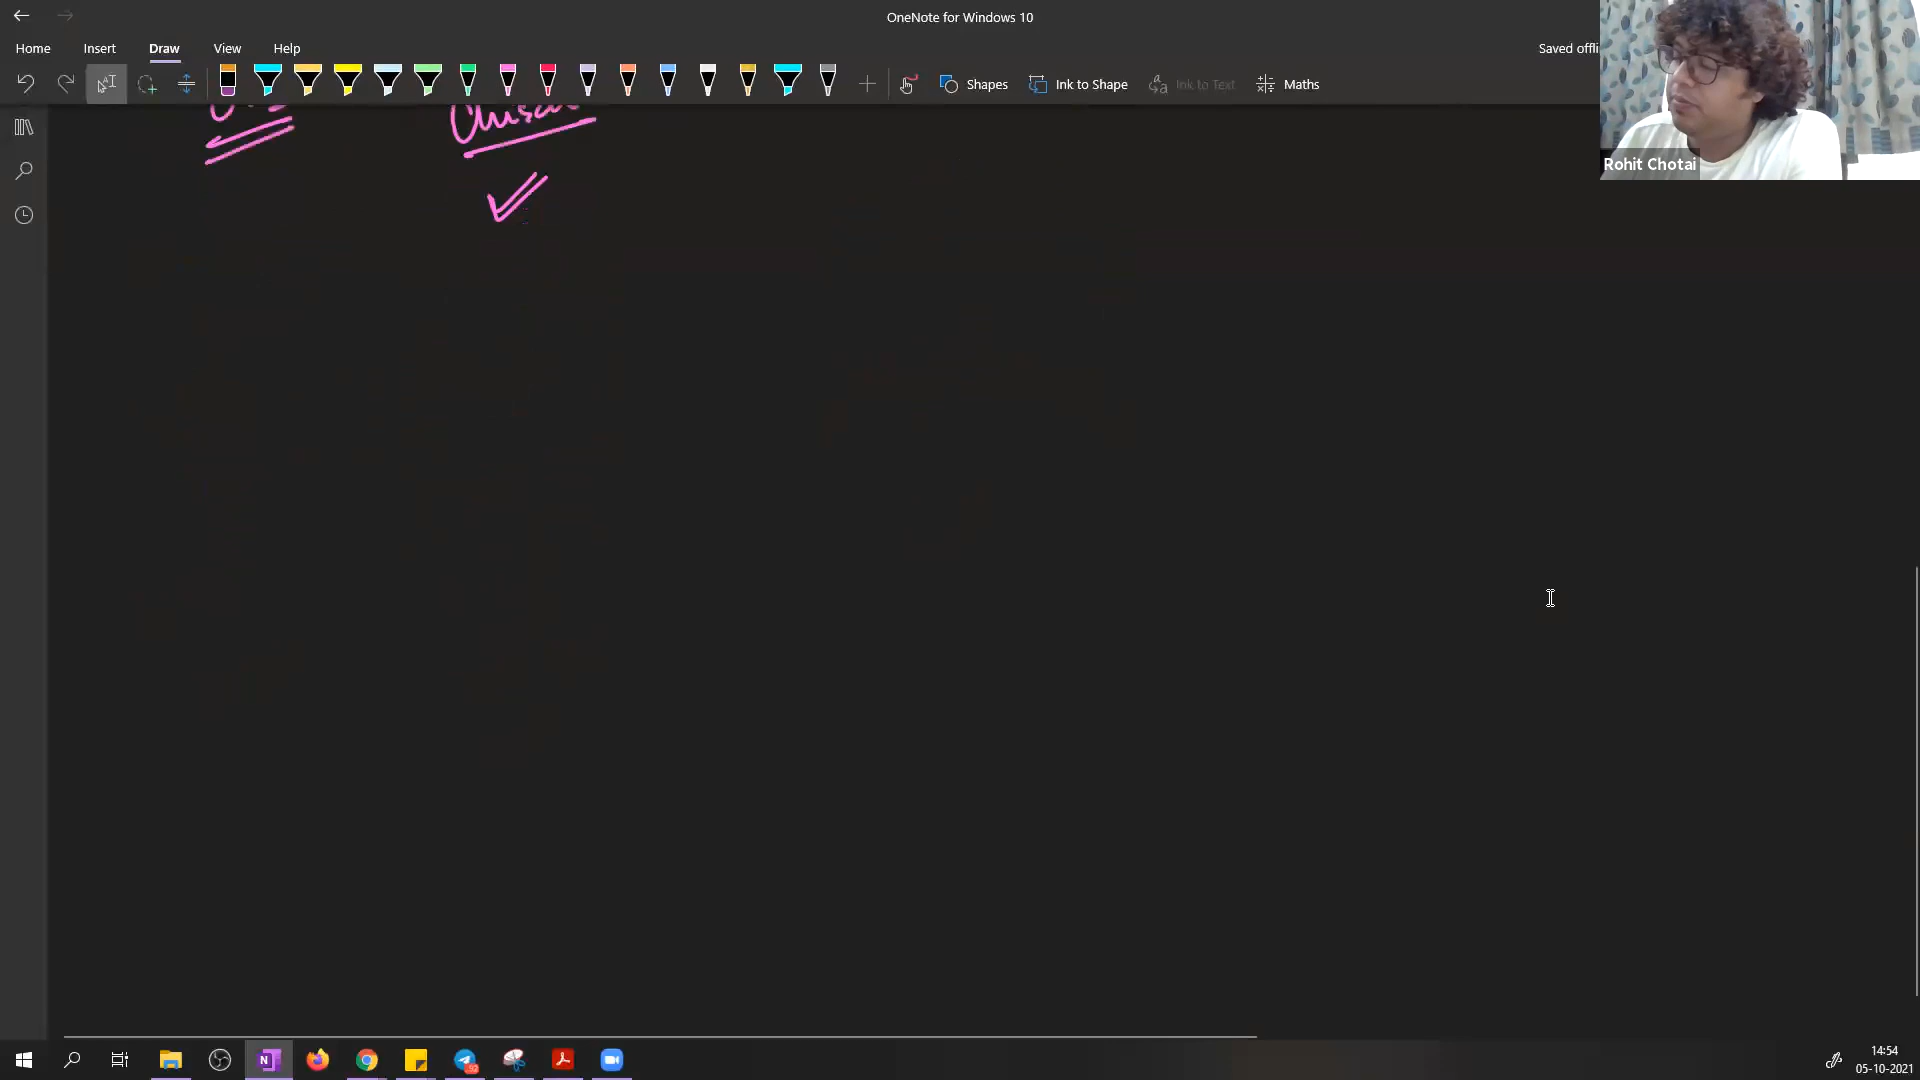 OneNote for Windows 10
Home Insert Draw View Help
Saved offli
Shapes Ink to Shape Ink to Text Maths
Rohit Chotai
14:54
05-10-2021